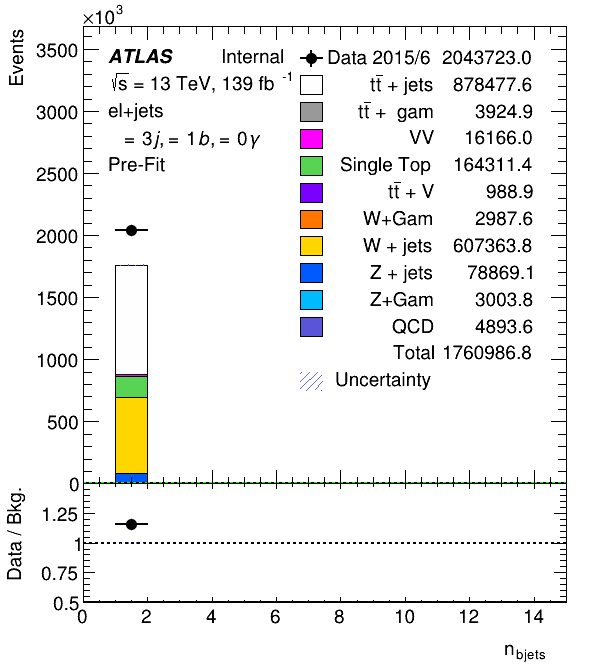 ×10³
Events
3500
3000
2500
2000
1500
1000
500
0
ATLAS Internal
√s = 13 TeV, 139 fb⁻¹
el+jets
= 3j, = 1b, = 0γ
Pre-Fit
Data 2015/6 2043723.0
tt̄ + jets 878477.6
tt̄ + gam 3924.9
VV 16166.0
Single Top 164311.4
tt̄ + V 988.9
W+Gam 2987.6
W + jets 607363.8
Z + jets 78869.1
Z+Gam 3003.8
QCD 4893.6
Total 1760986.8
Uncertainty
Data / Bkg.
1.25
1
0.75
0.5
0 2 4 6 8 10 12 14
n_bjets